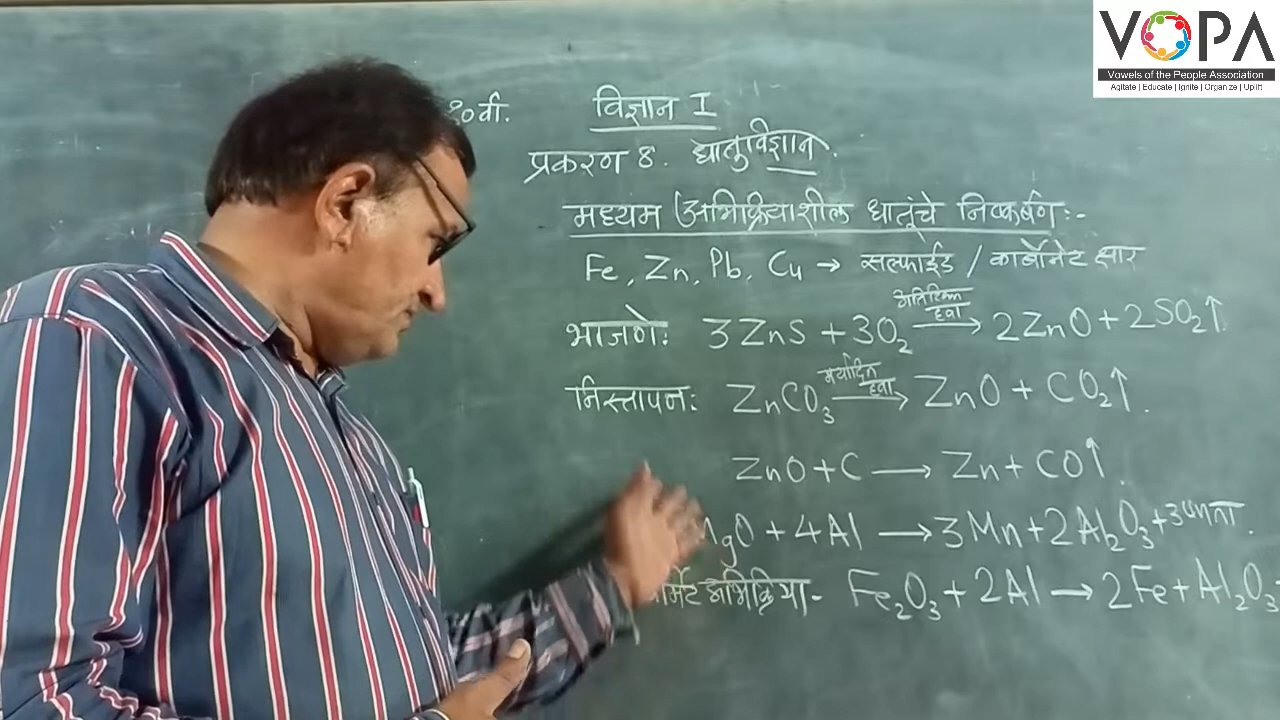 VOPA
Vowels of the People Association
Agitate | Educate | Ignite | Organize | Uplift
१०वी. विज्ञान I
प्रकरण 8. धातुविज्ञान.
मध्यम अभिक्रियाशील धातूंचे निष्कर्षण:-
Fe, Zn, Pb, Cu → सल्फाईड / कार्बोनेट क्षार
भाजणे: 3ZnS + 3O₂ अतिरिक्त हवा → 2ZnO + 2SO₂↑.
निस्तापन: ZnCO₃ मर्यादित हवा → ZnO + CO₂↑.
ZnO + C → Zn + CO↑.
gO + 4Al → 3Mn + 2Al₂O₃ + उष्णता.
र्मिट अभिक्रिया - Fe₂O₃ + 2Al → 2Fe + Al₂O₃